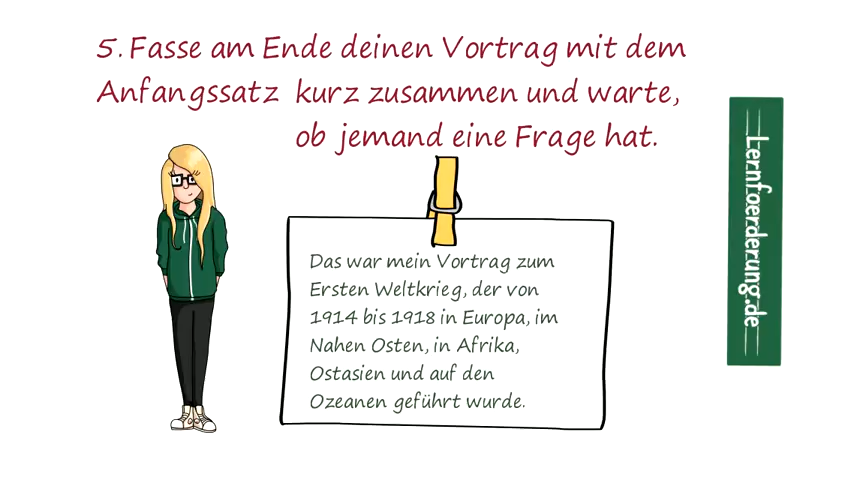 5. Fasse am Ende deinen Vortrag mit dem
Anfangssatz kurz zusammen und warte,
ob jemand eine Frage hat.
Das war mein Vortrag zum
Ersten Weltkrieg, der von
1914 bis 1918 in Europa, im
Nahen Osten, in Afrika,
Ostasien und auf den
Ozeanen geführt wurde.
Lernfoerderung.de